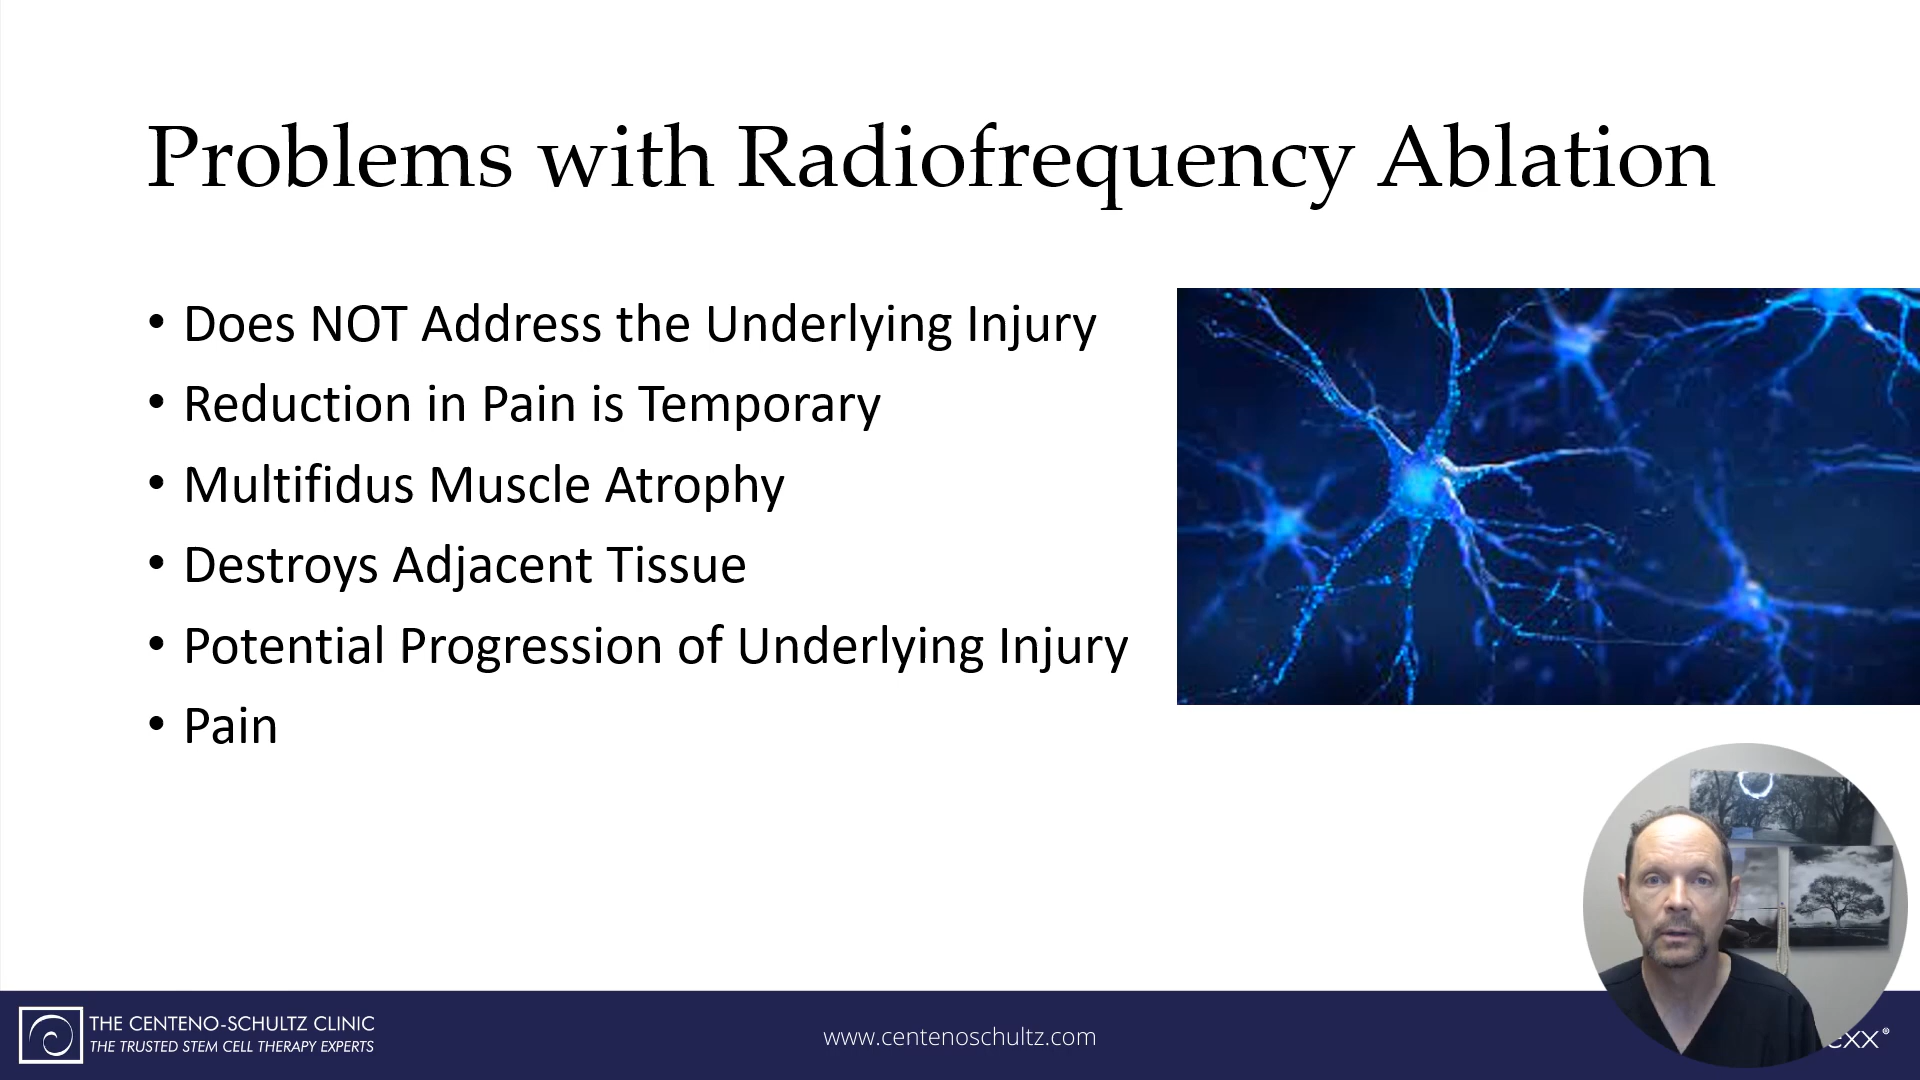 Problems with Radiofrequency Ablation
• Does NOT Address the Underlying Injury
• Reduction in Pain is Temporary
• Multifidus Muscle Atrophy
• Destroys Adjacent Tissue
• Potential Progression of Underlying Injury
• Pain
THE CENTENO-SCHULTZ CLINIC
THE TRUSTED STEM CELL THERAPY EXPERTS
www.centenoschultz.com